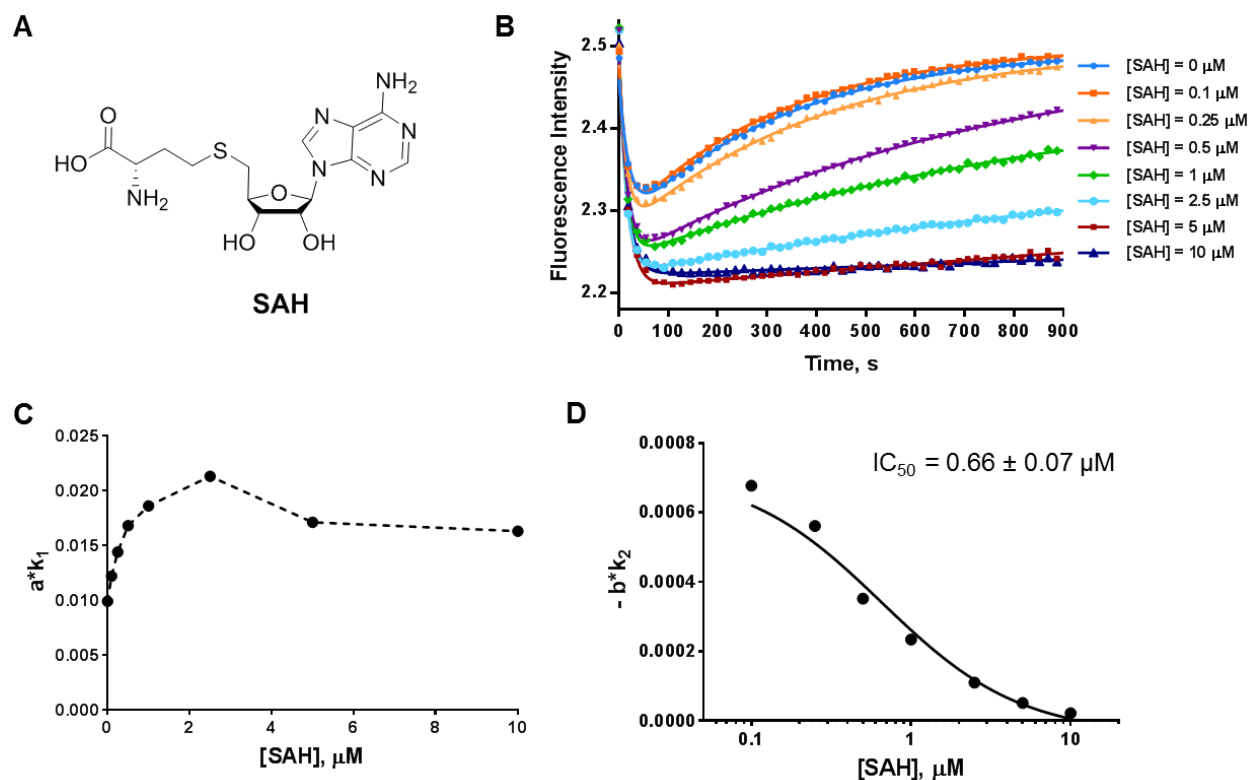 A
NH₂
N
N
N
N
O
HO
S
NH₂
O
HO
OH
SAH
B
Fluorescence Intensity
2.5
2.4
2.3
2.2
0 100 200 300 400 500 600 700 800 900
Time, s
[SAH] = 0 µM
[SAH] = 0.1 µM
[SAH] = 0.25 µM
[SAH] = 0.5 µM
[SAH] = 1 µM
[SAH] = 2.5 µM
[SAH] = 5 µM
[SAH] = 10 µM
C
a*k₁
0.025
0.020
0.015
0.010
0.005
0.000
0 2 4 6 8 10
[SAH], µM
D
IC₅₀ = 0.66 ± 0.07 µM
- b*k₂
0.0008
0.0006
0.0004
0.0002
0.0000
0.1 1 10
[SAH], µM